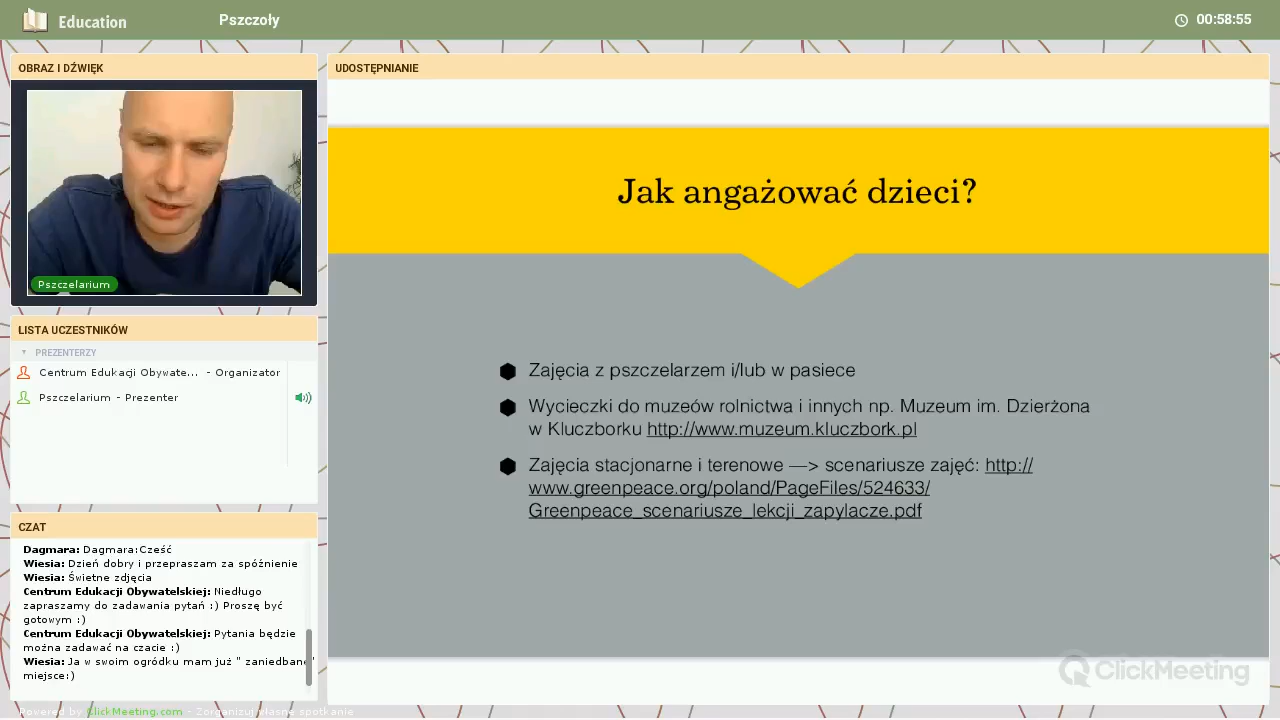 Education
Pszczoły
00:58:55
OBRAZ I DŹWIĘK
Pszczelarium
LISTA UCZESTNIKÓW
PREZENTERZY
Centrum Edukacji Obywate... - Organizator
Pszczelarium - Prezenter
CZAT
Dagmara: Dagmara:Cześć
Wiesia: Dzień dobry i przepraszam za spóźnienie
Wiesia: Świetne zdjęcia
Centrum Edukacji Obywatelskiej: Niedługo
zapraszamy do zadawania pytań :) Proszę być
gotowym :)
Centrum Edukacji Obywatelskiej: Pytania będzie
można zadawać na czacie :)
Wiesia: Ja w swoim ogródku mam już " zaniedbane"
miejsce:)
Powered by ClickMeeting.com - Zorganizuj własne spotkanie
UDOSTĘPNIANIE
Jak angażować dzieci?
Zajęcia z pszczelarzem i/lub w pasiece
Wycieczki do muzeów rolnictwa i innych np. Muzeum im. Dzierżona
w Kluczborku http://www.muzeum.kluczbork.pl
Zajęcia stacjonarne i terenowe —> scenariusze zajęć: http://
www.greenpeace.org/poland/PageFiles/524633/
Greenpeace_scenariusze_lekcji_zapylacze.pdf
ClickMeeting